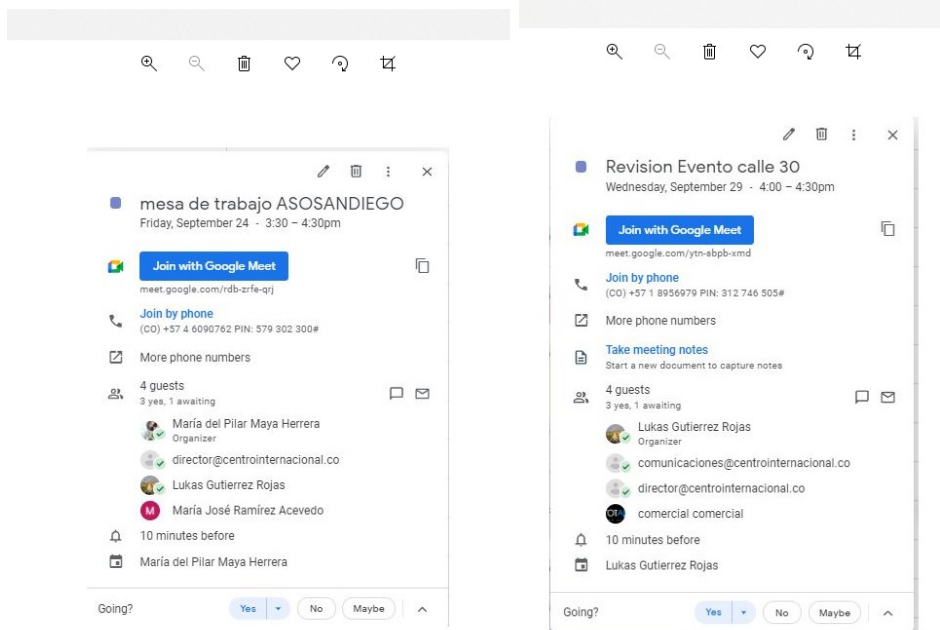 mesa de trabajo ASOSANDIEGO
Friday, September 24 - 3:30 – 4:30pm
Join with Google Meet
meet.google.com/rdb-zrfe-qrj
Join by phone
(CO) +57 4 6090762 PIN: 579 302 300#
More phone numbers
4 guests
3 yes, 1 awaiting
María del Pilar Maya Herrera
Organizer
director@centrointernacional.co
Lukas Gutierrez Rojas
M María José Ramírez Acevedo
10 minutes before
María del Pilar Maya Herrera
Going? Yes No Maybe
Revision Evento calle 30
Wednesday, September 29 - 4:00 – 4:30pm
Join with Google Meet
meet.google.com/ytn-abpb-xmd
Join by phone
(CO) +57 1 8956979 PIN: 312 746 505#
More phone numbers
Take meeting notes
Start a new document to capture notes
4 guests
3 yes, 1 awaiting
Lukas Gutierrez Rojas
Organizer
comunicaciones@centrointernacional.co
director@centrointernacional.co
comercial comercial
10 minutes before
Lukas Gutierrez Rojas
Going? Yes No Maybe